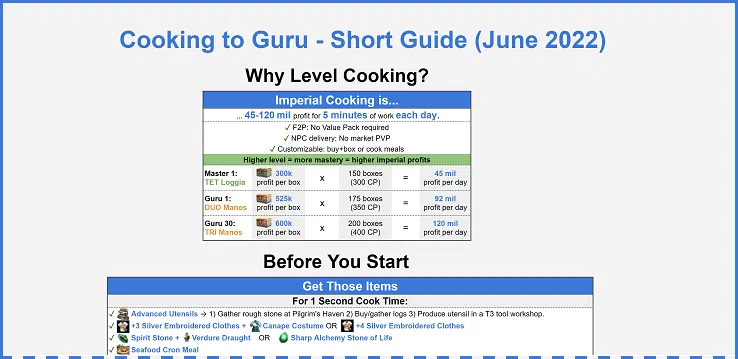 Cooking to Guru - Short Guide (June 2022)
Why Level Cooking?
Imperial Cooking is...
... 45-120 mil profit for 5 minutes of work each day.
✓ F2P: No Value Pack required
✓ NPC delivery: No market PVP
✓ Customizable: buy+box or cook meals
Higher level = more mastery = higher Imperial profits
Master 1: 300k 150 boxes 45 mil
TET Loggia profit per box x (300 CP) = profit per day
Guru 1: 525k 175 boxes 92 mil
DUO Manos profit per box x (350 CP) = profit per day
Guru 30: 600k 200 boxes 120 mil
TRI Manos profit per box x (400 CP) = profit per day
Before You Start
Get Those Items
For 1 Second Cook Time:
✓ Advanced Utensils → 1) Gather rough stone at Pilgrim's Haven 2) Buy/gather logs 3) Produce utensil in a T3 tool workshop.
✓ +3 Silver Embroidered Clothes + Canape Costume OR +4 Silver Embroidered Clothes
✓ Spirit Stone + Verdure Draught OR Sharp Alchemy Stone of Life
✓ Seafood Cron Meal